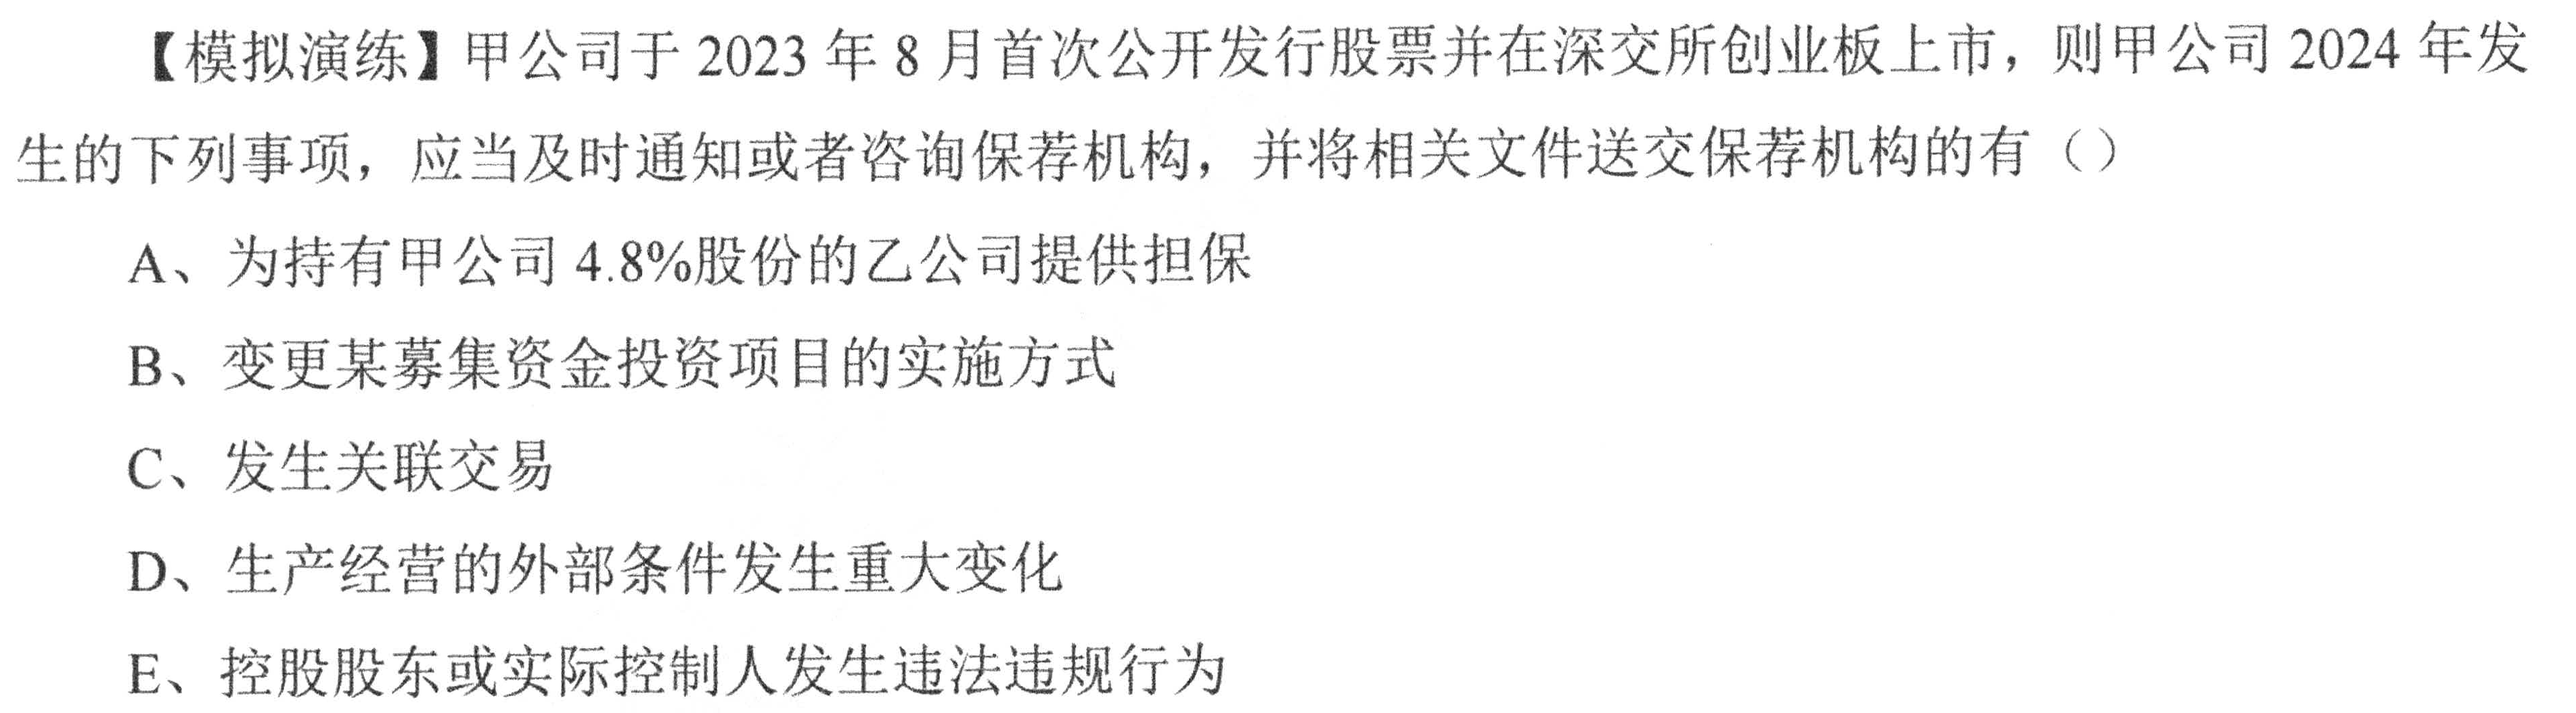 【模拟演练】甲公司于 2023 年 8 月首次公开发行股票并在深交所创业板上市，则甲公司 2024 年发
生的下列事项，应当及时通知或者咨询保荐机构，并将相关文件送交保荐机构的有（）
A、为持有甲公司 4.8%股份的乙公司提供担保
B、变更某募集资金投资项目的实施方式
C、发生关联交易
D、生产经营的外部条件发生重大变化
E、控股股东或实际控制人发生违法违规行为